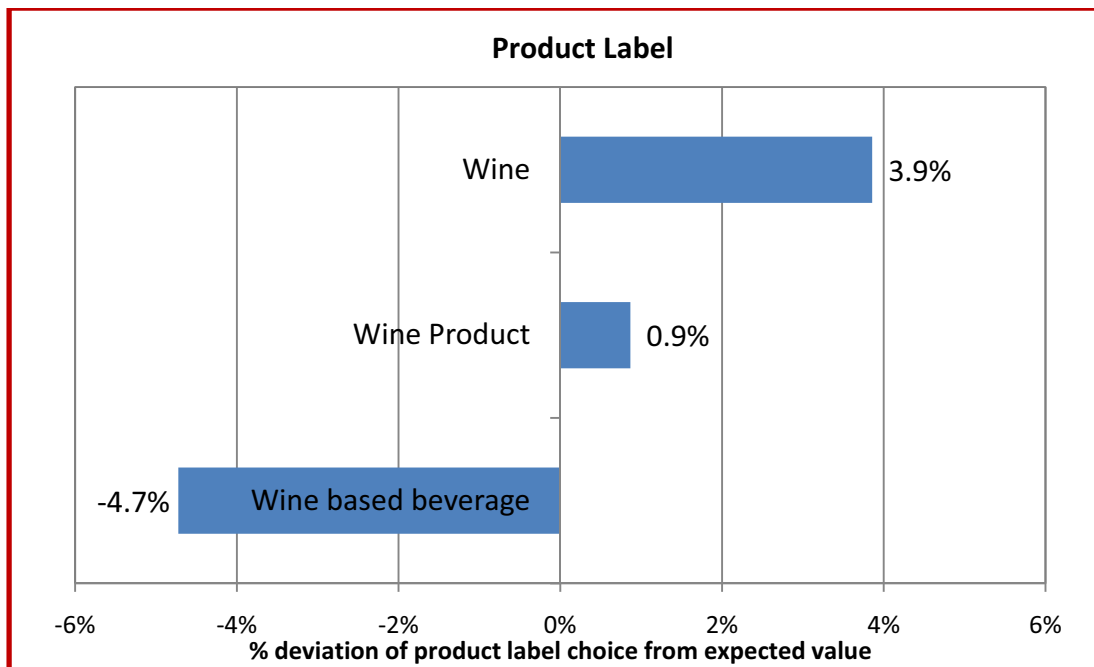 Product Label
Wine
3.9%
Wine Product
0.9%
-4.7%
Wine based beverage
-6%
-4%
-2%
0%
2%
4%
6%
% deviation of product label choice from expected value